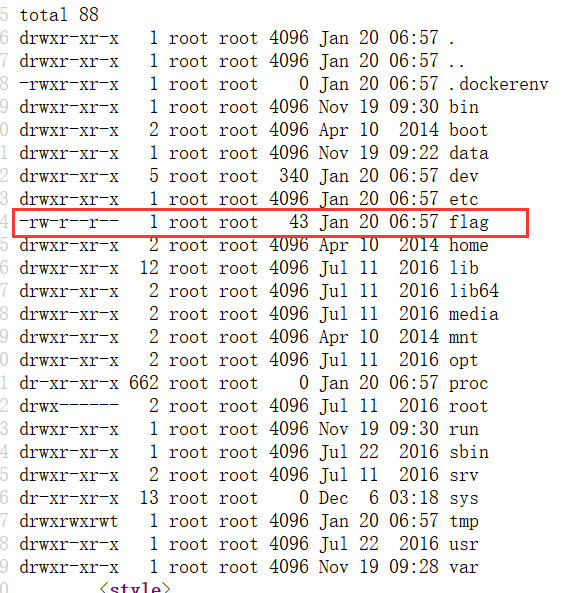 5 total 88
6 drwxr-xr-x   1 root root 4096 Jan 20 06:57 .
7 drwxr-xr-x   1 root root 4096 Jan 20 06:57 ..
8 -rwxr-xr-x   1 root root    0 Jan 20 06:57 .dockerenv
9 drwxr-xr-x   1 root root 4096 Nov 19 09:30 bin
0 drwxr-xr-x   2 root root 4096 Apr 10  2014 boot
1 drwxr-xr-x   1 root root 4096 Nov 19 09:22 data
2 drwxr-xr-x   5 root root  340 Jan 20 06:57 dev
3 drwxr-xr-x   1 root root 4096 Jan 20 06:57 etc
4 -rw-r--r--   1 root root   43 Jan 20 06:57 flag
5 drwxr-xr-x   2 root root 4096 Apr 10  2014 home
6 drwxr-xr-x  12 root root 4096 Jul 11  2016 lib
7 drwxr-xr-x   2 root root 4096 Jul 11  2016 lib64
8 drwxr-xr-x   2 root root 4096 Jul 11  2016 media
9 drwxr-xr-x   2 root root 4096 Apr 10  2014 mnt
0 drwxr-xr-x   2 root root 4096 Jul 11  2016 opt
1 dr-xr-xr-x 662 root root    0 Jan 20 06:57 proc
2 drwx------   2 root root 4096 Jul 11  2016 root
3 drwxr-xr-x   1 root root 4096 Nov 19 09:30 run
4 drwxr-xr-x   1 root root 4096 Jul 22  2016 sbin
5 drwxr-xr-x   2 root root 4096 Jul 11  2016 srv
6 dr-xr-xr-x  13 root root    0 Dec  6 03:18 sys
7 drwxrwxrwt   1 root root 4096 Jan 20 06:57 tmp
8 drwxr-xr-x   1 root root 4096 Jul 22  2016 usr
9 drwxr-xr-x   1 root root 4096 Nov 19 09:28 var
0 <style>